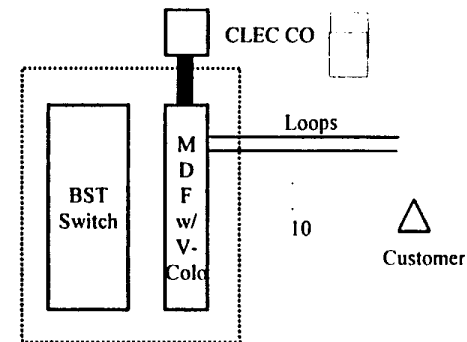 CLEC CO
Loops
M
D
F
w/
V-
Colo
BST
Switch
10
Customer